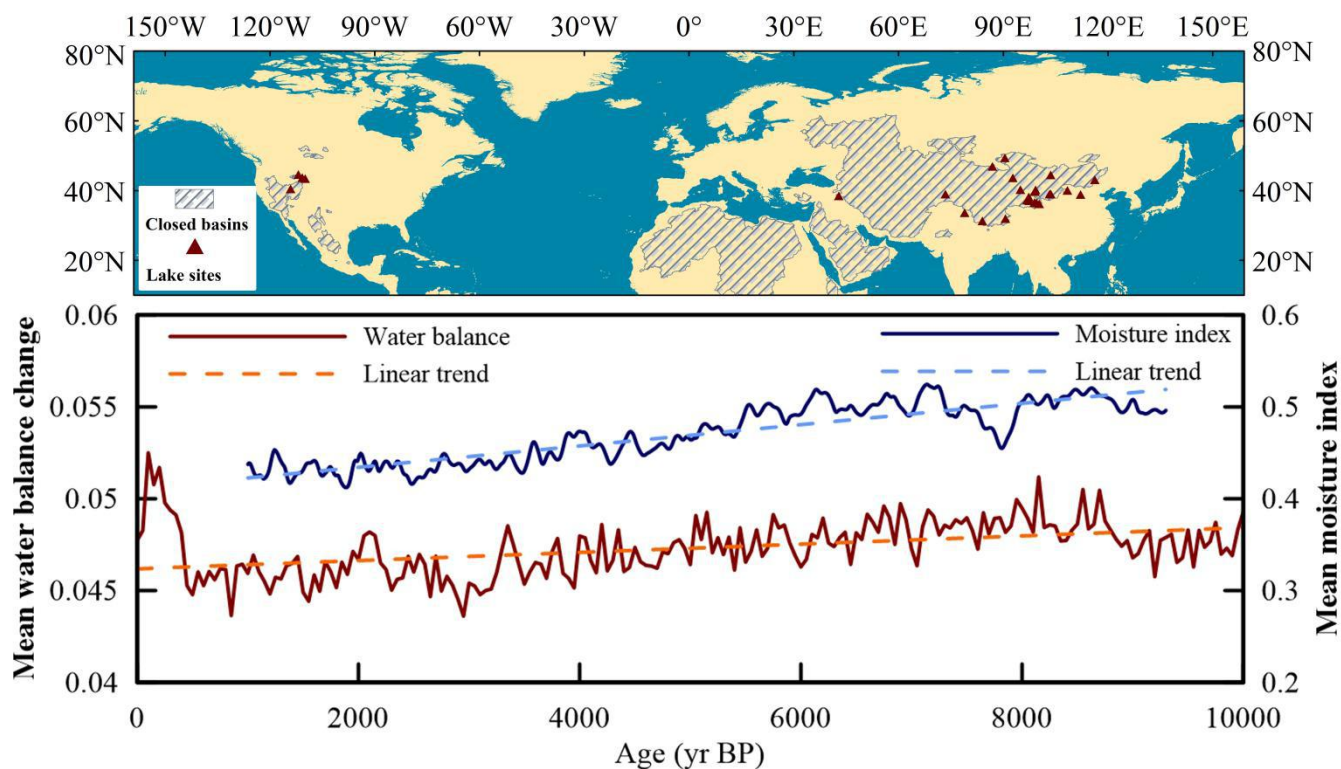 150°W 120°W 90°W 60°W 30°W 0° 30°E 60°E 90°E 120°E 150°E
80°N 80°N
60°N 60°N
40°N 40°N
20°N 20°N
Closed basins
Lake sites
Mean water balance change
0.06
0.055
0.05
0.045
0.04
Water balance
Linear trend
Moisture index
Linear trend
0.6
0.5
0.4
0.3
0.2
Mean moisture index
0 2000 4000 6000 8000 10000
Age (yr BP)